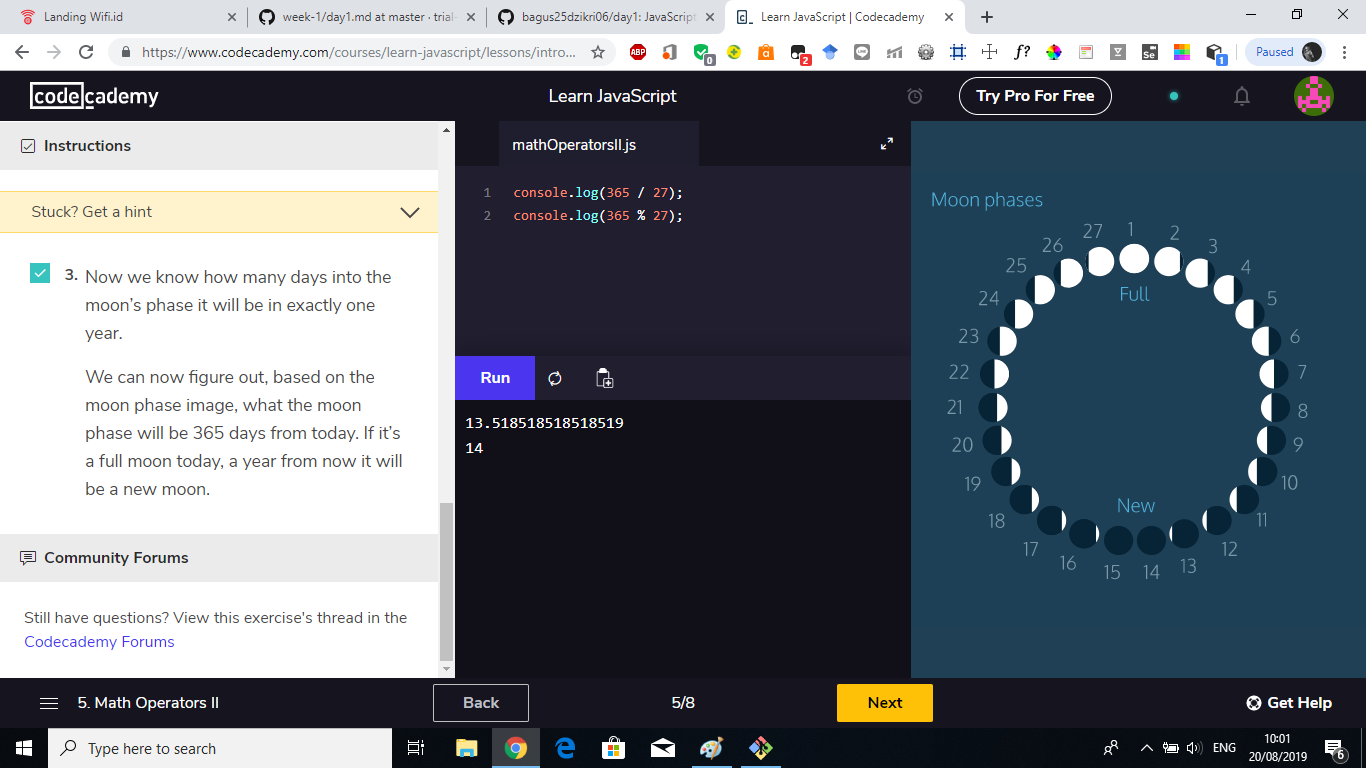 Landing Wifi.id
week-1/day1.md at master · trial-
bagus25dzikri06/day1: JavaScript
Learn JavaScript | Codecademy
https://www.codecademy.com/courses/learn-javascript/lessons/intro...
ABP
0
2
f?
Se
1
Paused
codecademy
Learn JavaScript
Try Pro For Free
Instructions
Stuck? Get a hint
3. Now we know how many days into the
moon's phase it will be in exactly one
year.
We can now figure out, based on the
moon phase image, what the moon
phase will be 365 days from today. If it's
a full moon today, a year from now it will
be a new moon.
Community Forums
Still have questions? View this exercise's thread in the
Codecademy Forums
mathOperatorsII.js
1 console.log(365 / 27);
2 console.log(365 % 27);
Run
13.518518518518519
14
Moon phases
1
2
3
4
5
6
7
8
9
10
11
12
13
14
15
16
17
18
19
20
21
22
23
24
25
26
27
Full
New
5. Math Operators II
Back
5/8
Next
Get Help
Type here to search
ENG
10:01
20/08/2019
6